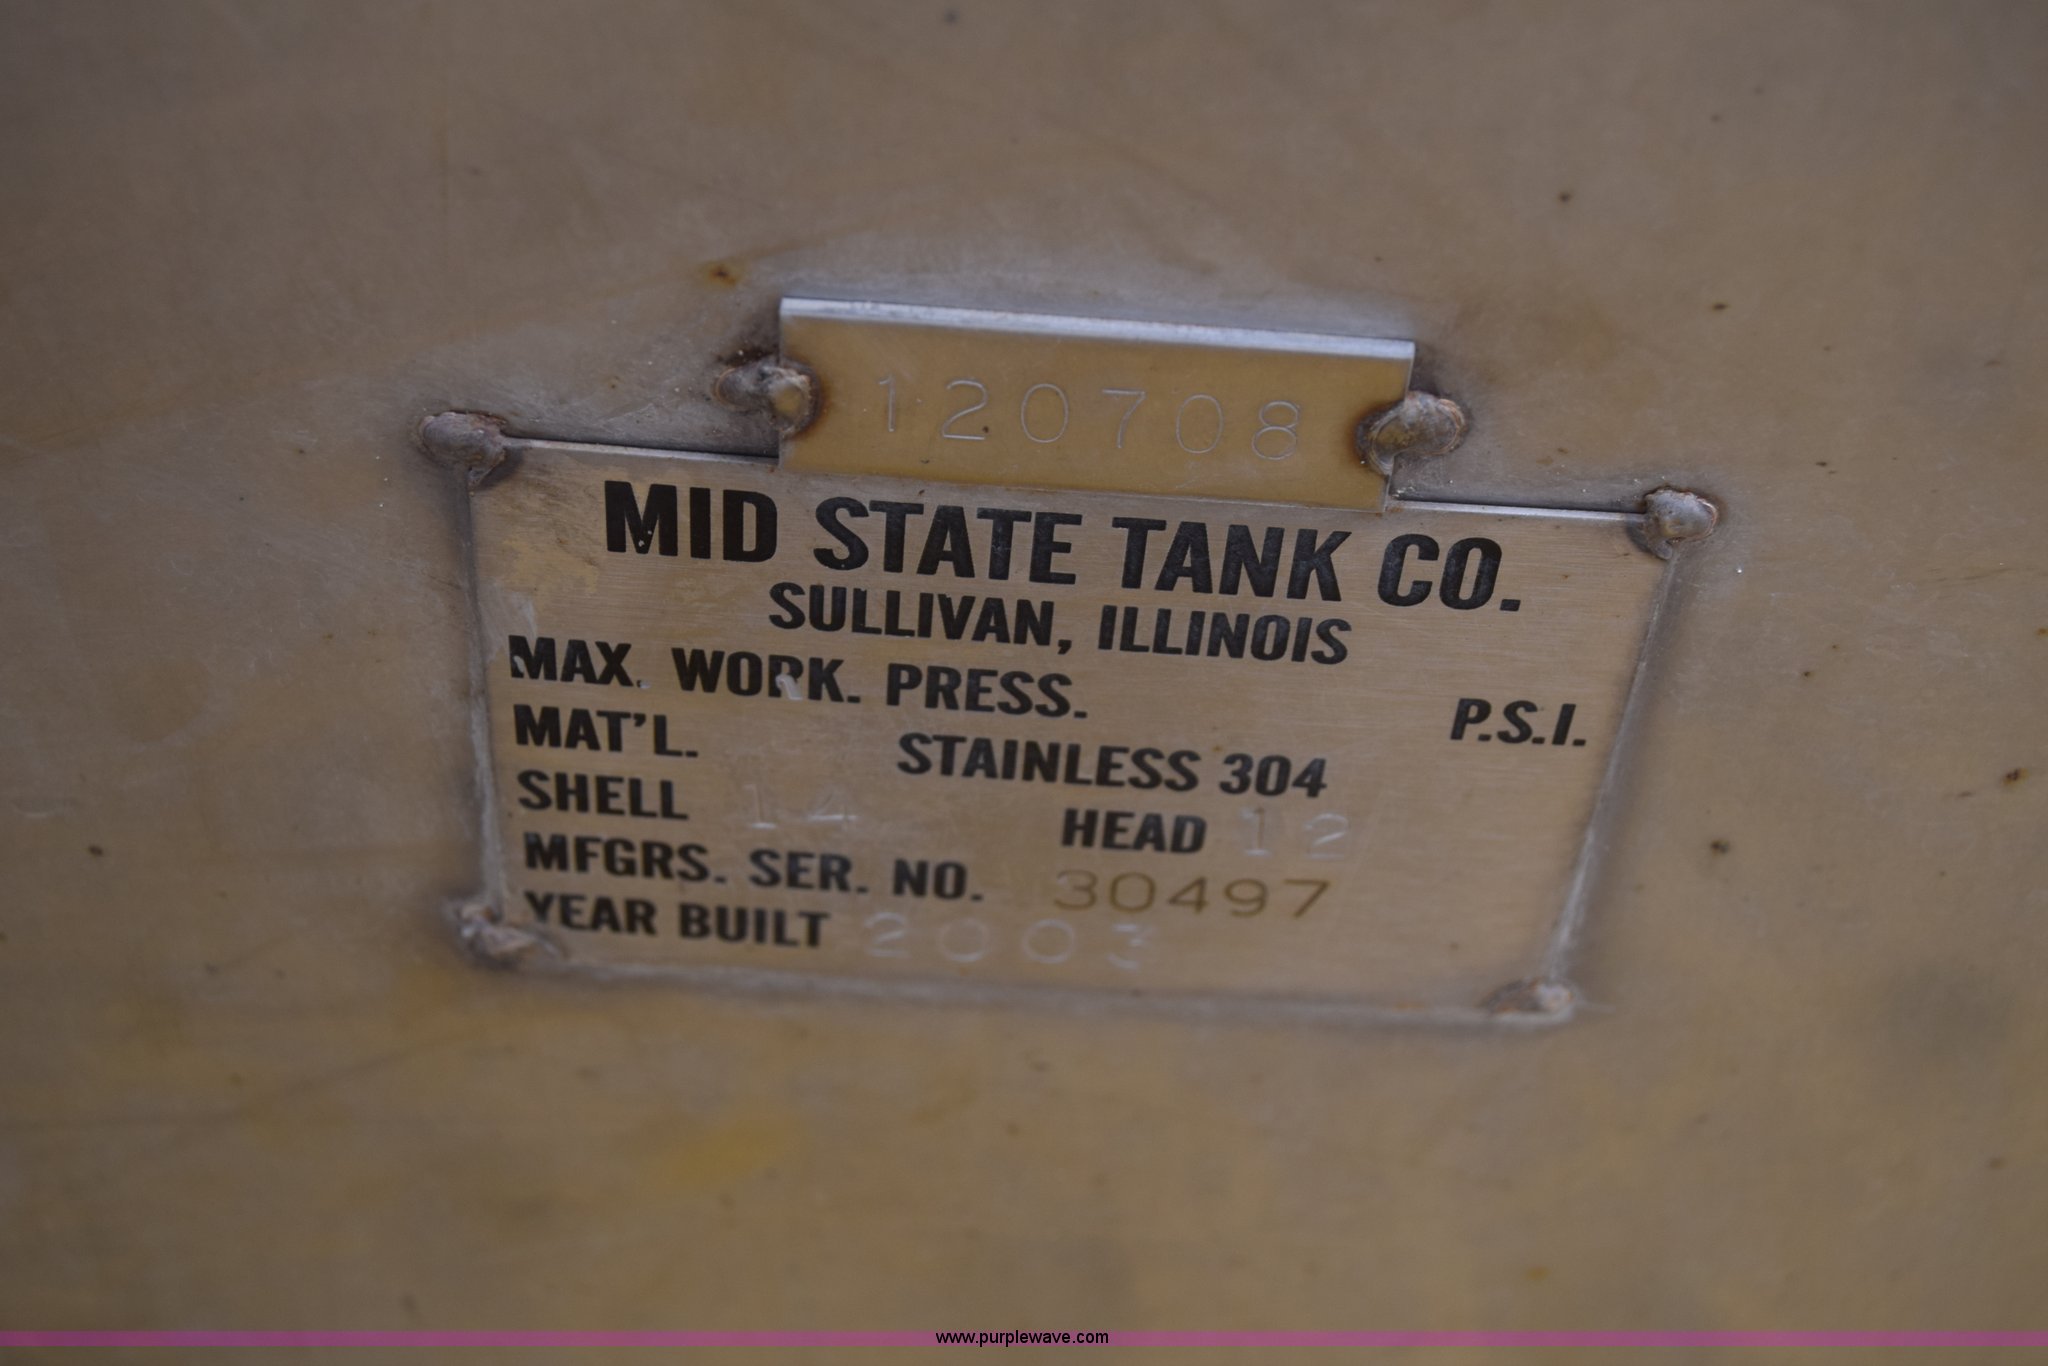 120708
MID STATE TANK CO.
SULLIVAN, ILLINOIS
MAX. WORK. PRESS. P.S.I.
MAT'L. STAINLESS 304
SHELL 14 HEAD 12
MFGRS. SER. NO. 30497
YEAR BUILT 2003
www.purplewave.com